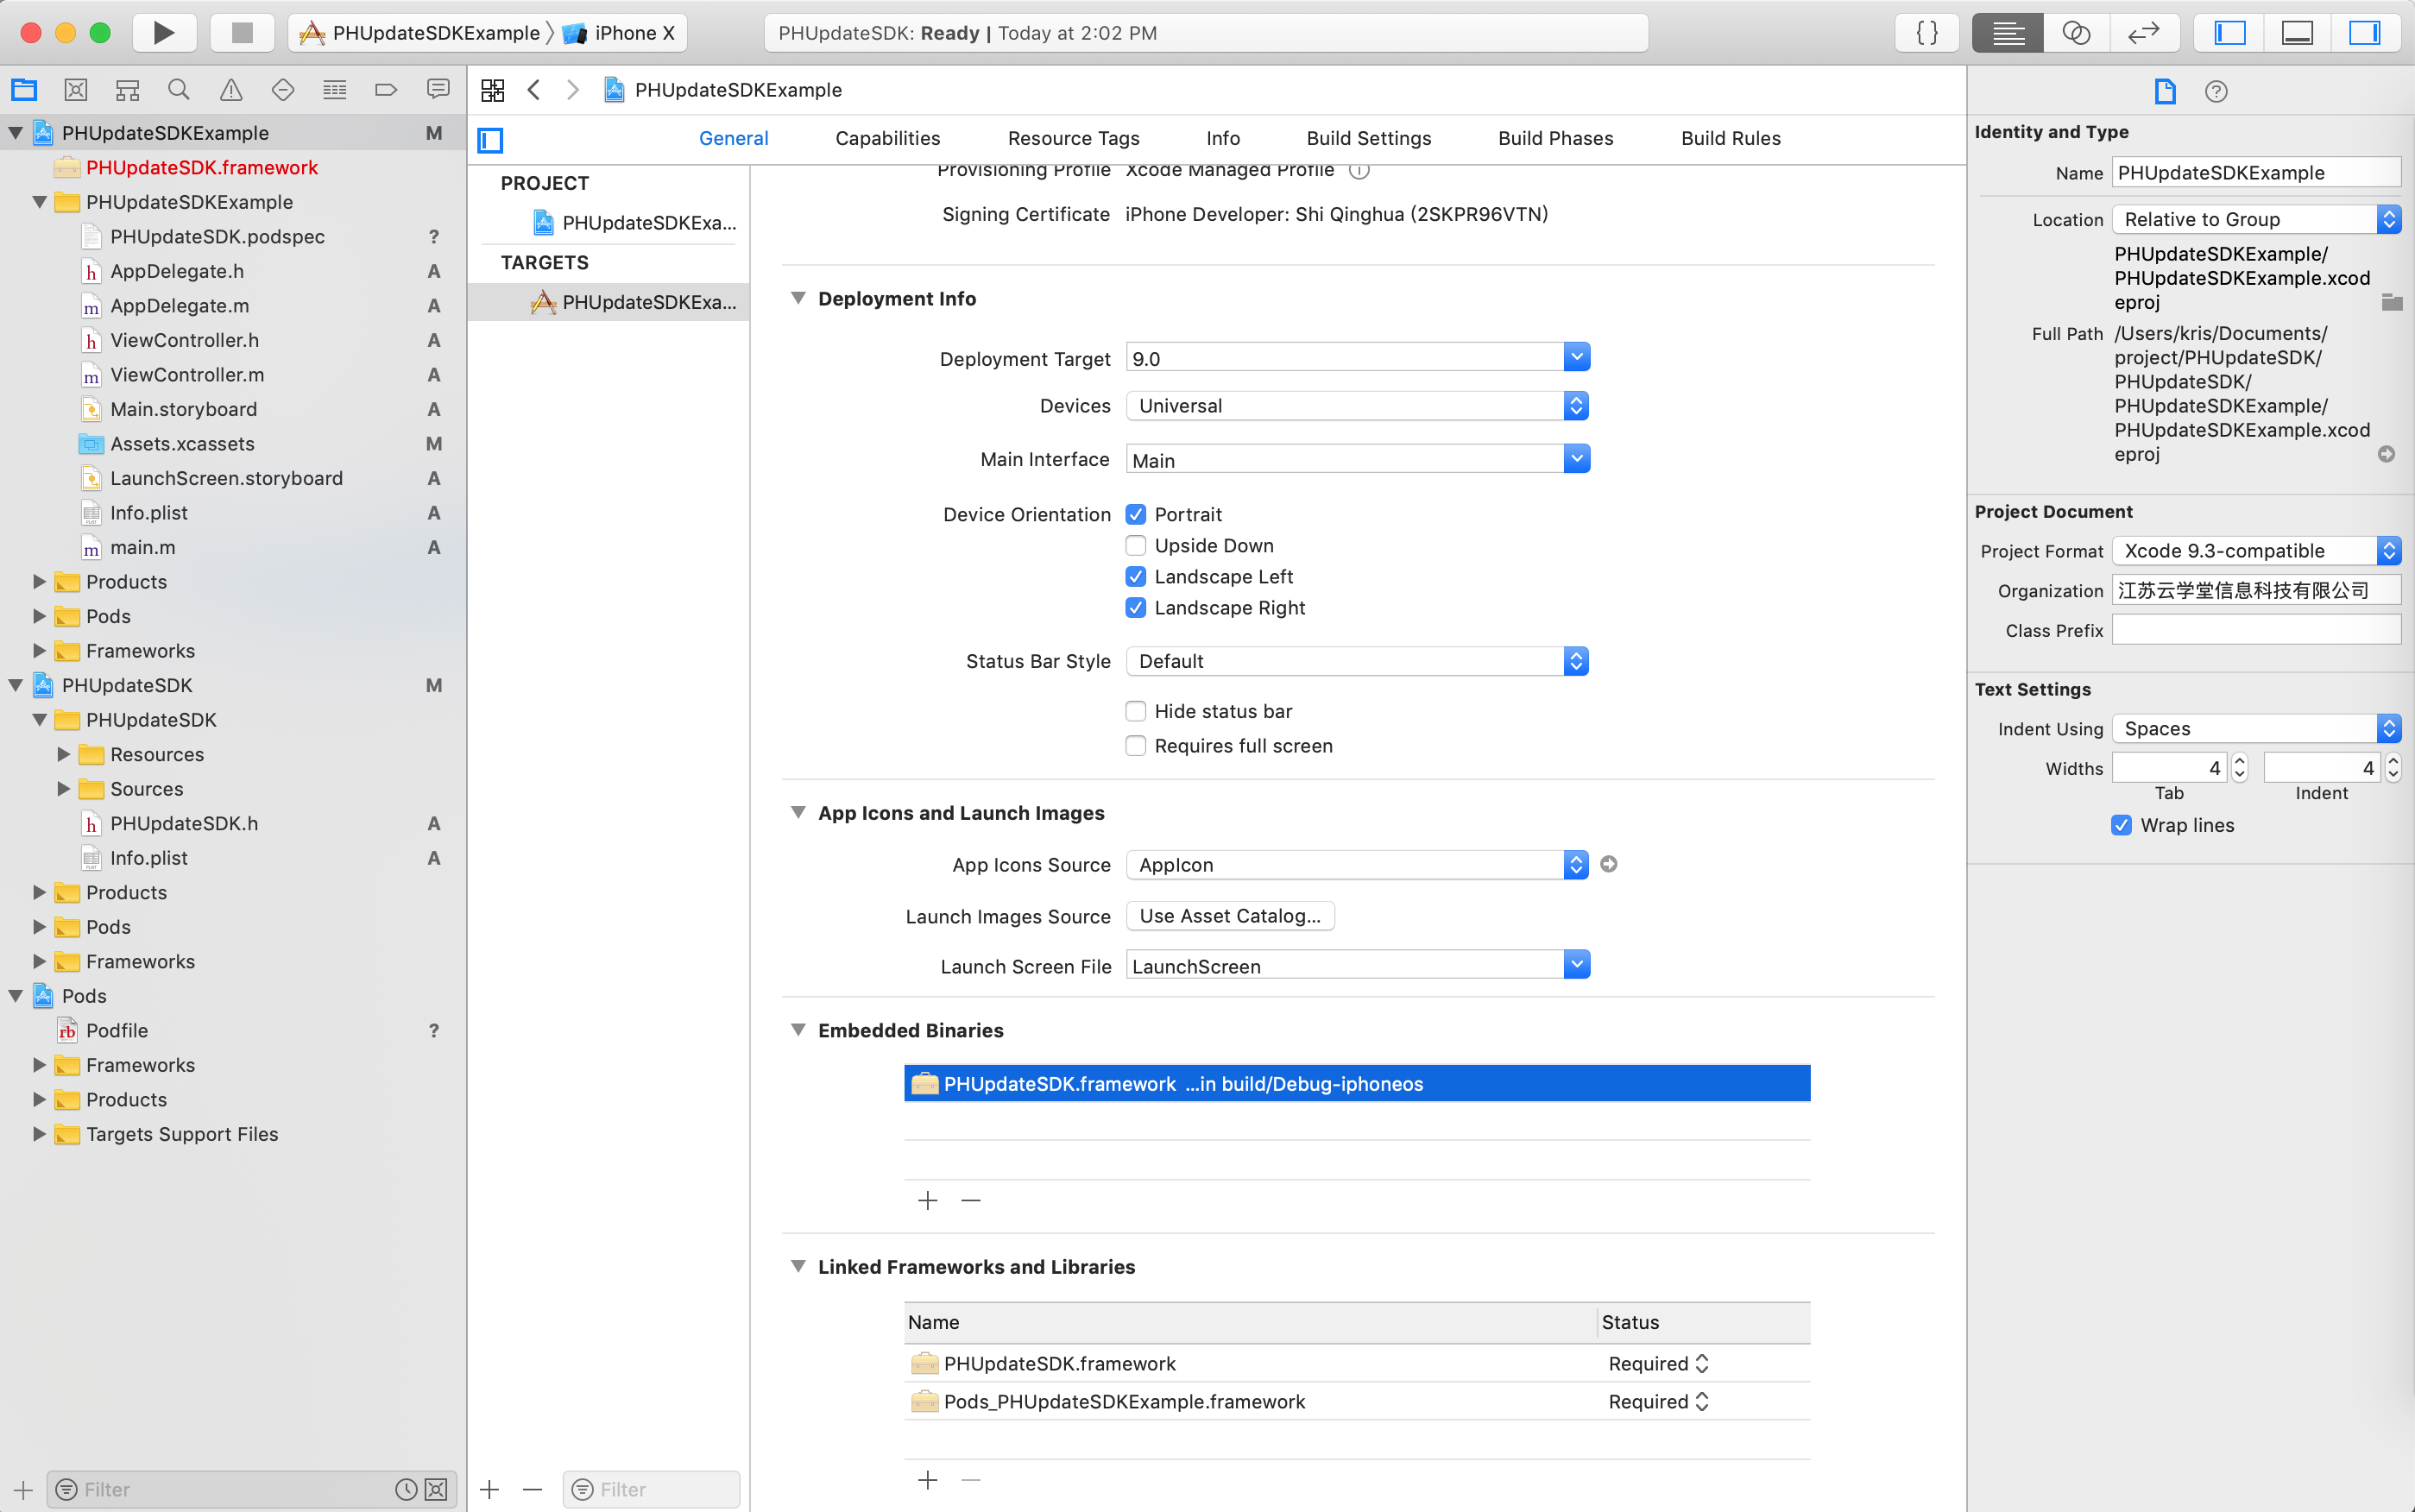 PHUpdateSDKExample
iPhone X
PHUpdateSDK: Ready | Today at 2:02 PM
{ }
PHUpdateSDKExample M
PHUpdateSDK.framework
PHUpdateSDKExample
PHUpdateSDK.podspec ?
h AppDelegate.h A
m AppDelegate.m A
h ViewController.h A
m ViewController.m A
Main.storyboard A
Assets.xcassets M
LaunchScreen.storyboard A
Info.plist A
m main.m A
Products
Pods
Frameworks
PHUpdateSDK M
PHUpdateSDK
Resources
Sources
h PHUpdateSDK.h A
Info.plist A
Products
Pods
Frameworks
Pods
rb Podfile ?
Frameworks
Products
Targets Support Files
Filter
PHUpdateSDKExample
General Capabilities Resource Tags Info Build Settings Build Phases Build Rules
PROJECT
PHUpdateSDKExa...
TARGETS
PHUpdateSDKExa...
Filter
Provisioning Profile Xcode Managed Profile
Signing Certificate iPhone Developer: Shi Qinghua (2SKPR96VTN)
Deployment Info
Deployment Target 9.0
Devices Universal
Main Interface Main
Device Orientation Portrait
Upside Down
Landscape Left
Landscape Right
Status Bar Style Default
Hide status bar
Requires full screen
App Icons and Launch Images
App Icons Source AppIcon
Launch Images Source Use Asset Catalog...
Launch Screen File LaunchScreen
Embedded Binaries
PHUpdateSDK.framework ...in build/Debug-iphoneos
Linked Frameworks and Libraries
Name Status
PHUpdateSDK.framework Required
Pods_PHUpdateSDKExample.framework Required
Identity and Type
Name PHUpdateSDKExample
Location Relative to Group
PHUpdateSDKExample/
PHUpdateSDKExample.xcod
eproj
Full Path /Users/kris/Documents/
project/PHUpdateSDK/
PHUpdateSDK/
PHUpdateSDKExample/
PHUpdateSDKExample.xcod
eproj
Project Document
Project Format Xcode 9.3-compatible
Organization 江苏云学堂信息科技有限公司
Class Prefix
Text Settings
Indent Using Spaces
Widths 4 4
Tab Indent
Wrap lines